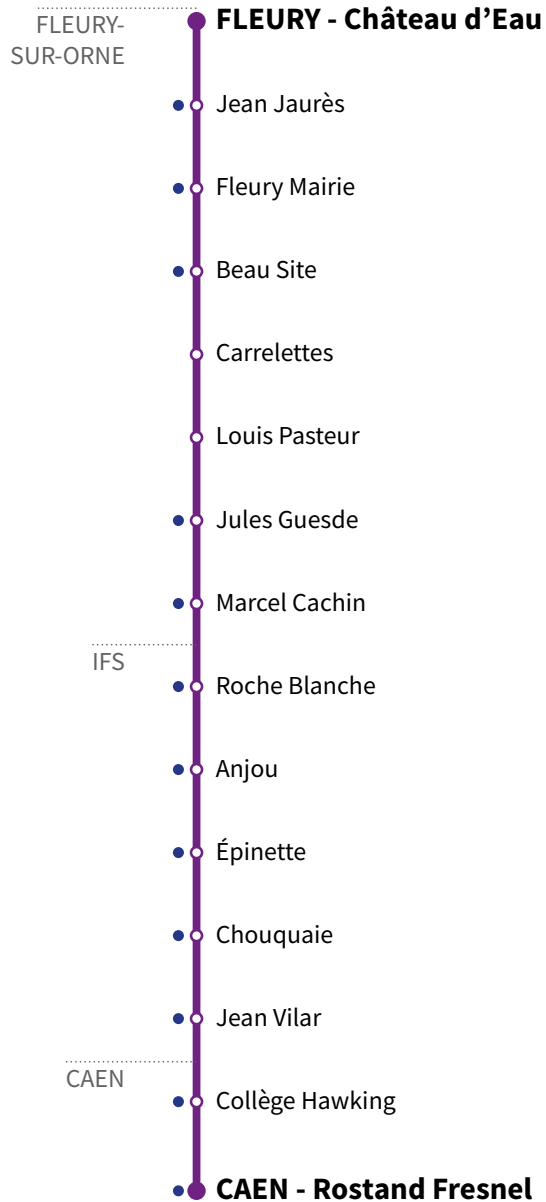 FLEURY-
SUR-ORNE
FLEURY - Château d’Eau
Jean Jaurès
Fleury Mairie
Beau Site
Carrelettes
Louis Pasteur
Jules Guesde
Marcel Cachin
IFS
Roche Blanche
Anjou
Épinette
Chouquaie
Jean Vilar
CAEN
Collège Hawking
CAEN - Rostand Fresnel